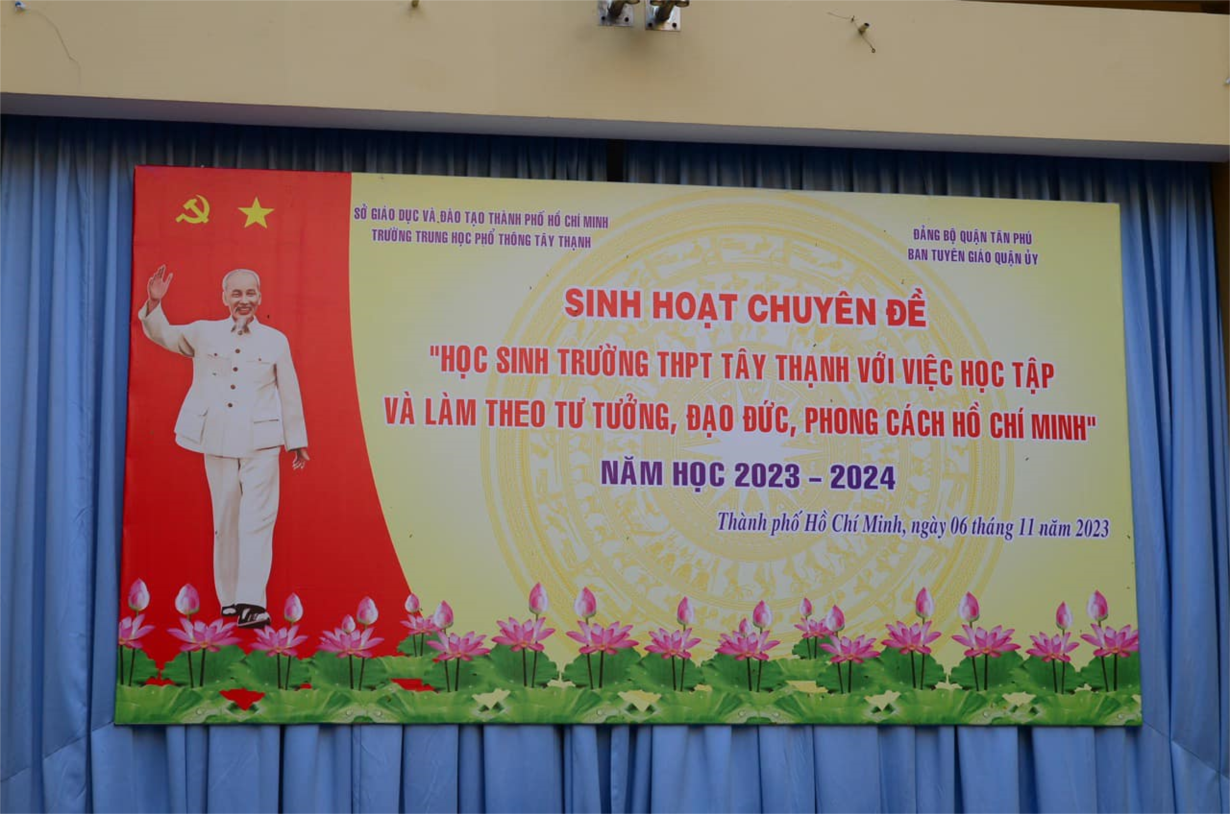 SỞ GIÁO DỤC VÀ ĐÀO TẠO THÀNH PHỐ HỒ CHÍ MINH
TRƯỜNG TRUNG HỌC PHỔ THÔNG TÂY THẠNH
ĐẢNG BỘ QUẬN TÂN PHÚ
BAN TUYÊN GIÁO QUẬN ỦY
SINH HOẠT CHUYÊN ĐỀ
"HỌC SINH TRƯỜNG THPT TÂY THẠNH VỚI VIỆC HỌC TẬP
VÀ LÀM THEO TƯ TƯỞNG, ĐẠO ĐỨC, PHONG CÁCH HỒ CHÍ MINH"
NĂM HỌC 2023 – 2024
Thành phố Hồ Chí Minh, ngày 06 tháng 11 năm 2023